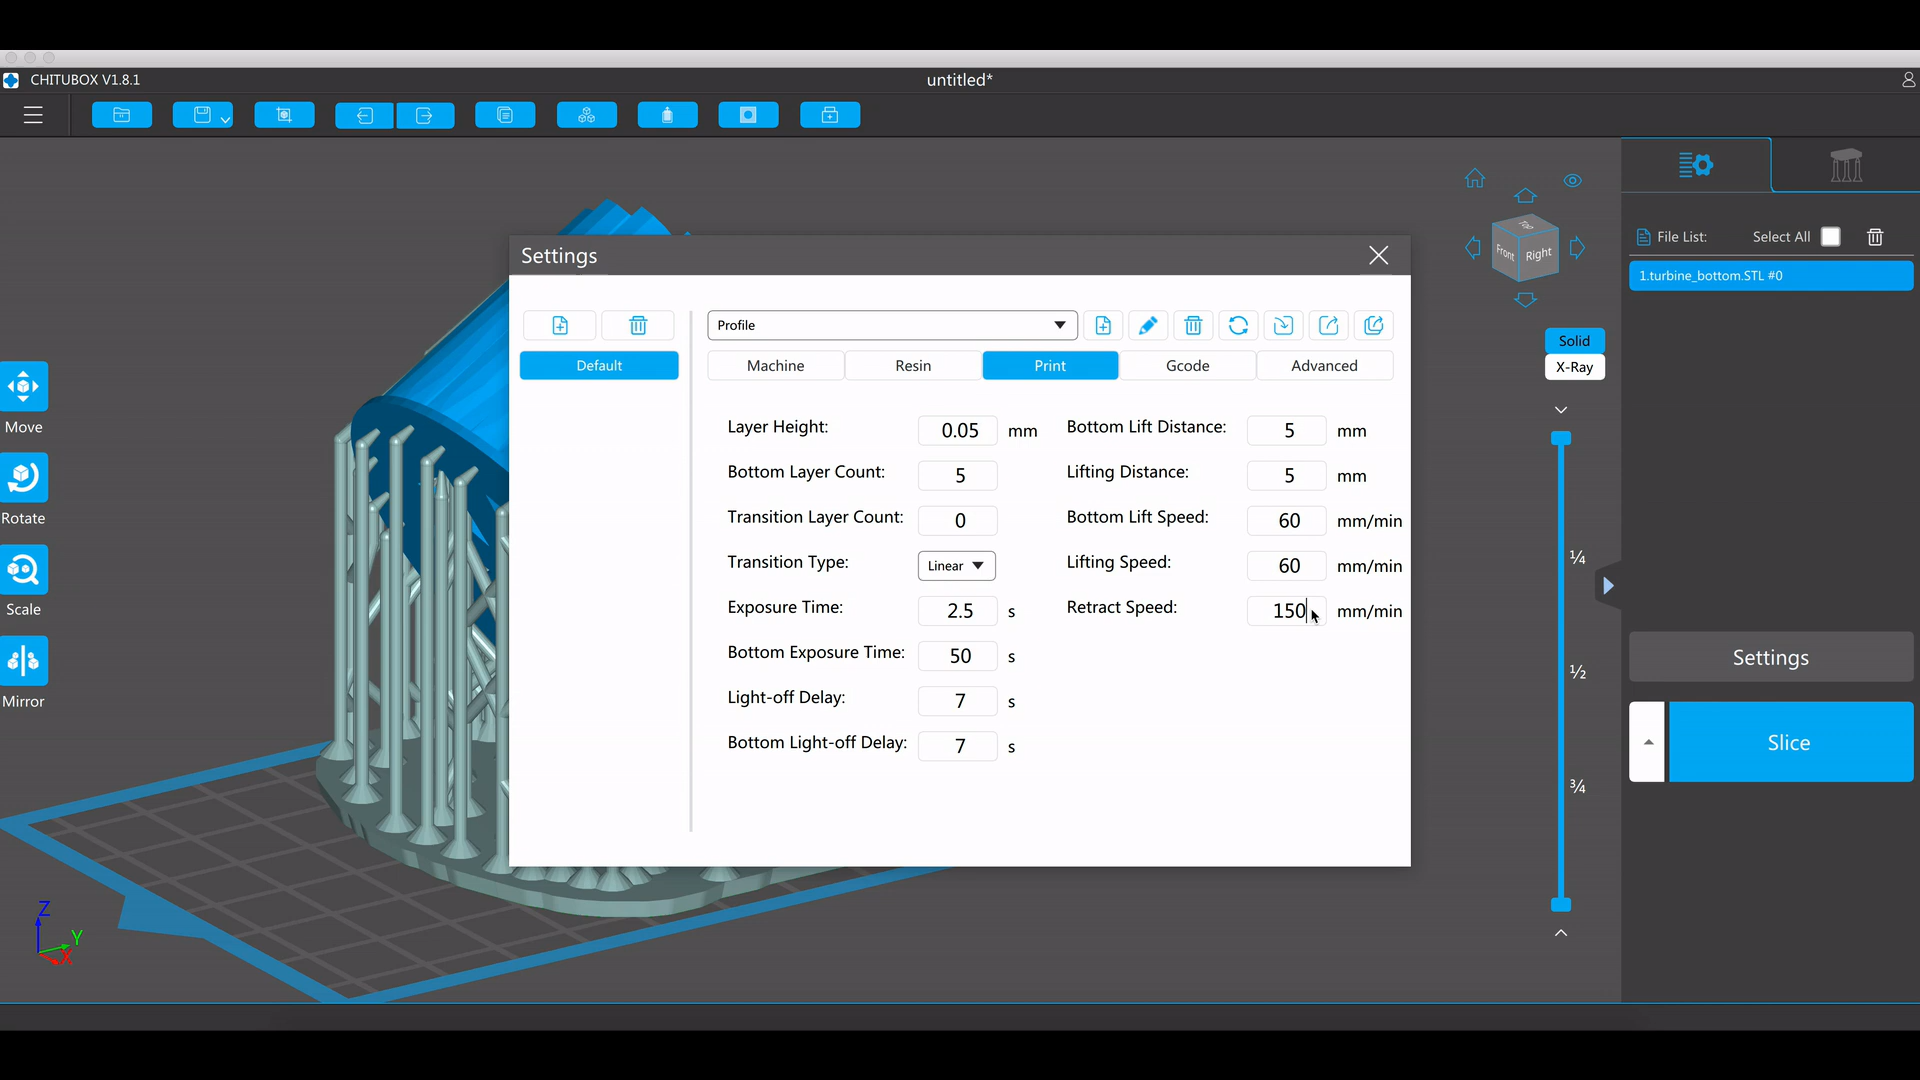 CHITUBOX V1.8.1
untitled*
Settings
Profile
Default
Machine Resin Print Gcode Advanced
Layer Height: 0.05 mm
Bottom Layer Count: 5
Transition Layer Count: 0
Transition Type: Linear
Exposure Time: 2.5 s
Bottom Exposure Time: 50 s
Light-off Delay: 7 s
Bottom Light-off Delay: 7 s
Bottom Lift Distance: 5 mm
Lifting Distance: 5 mm
Bottom Lift Speed: 60 mm/min
Lifting Speed: 60 mm/min
Retract Speed: 150 mm/min
Move
Rotate
Scale
Mirror
Z
Y
X
Top
Front
Right
Solid
X-Ray
1/4
1/2
3/4
File List: Select All
1.turbine_bottom.STL #0
Settings
Slice